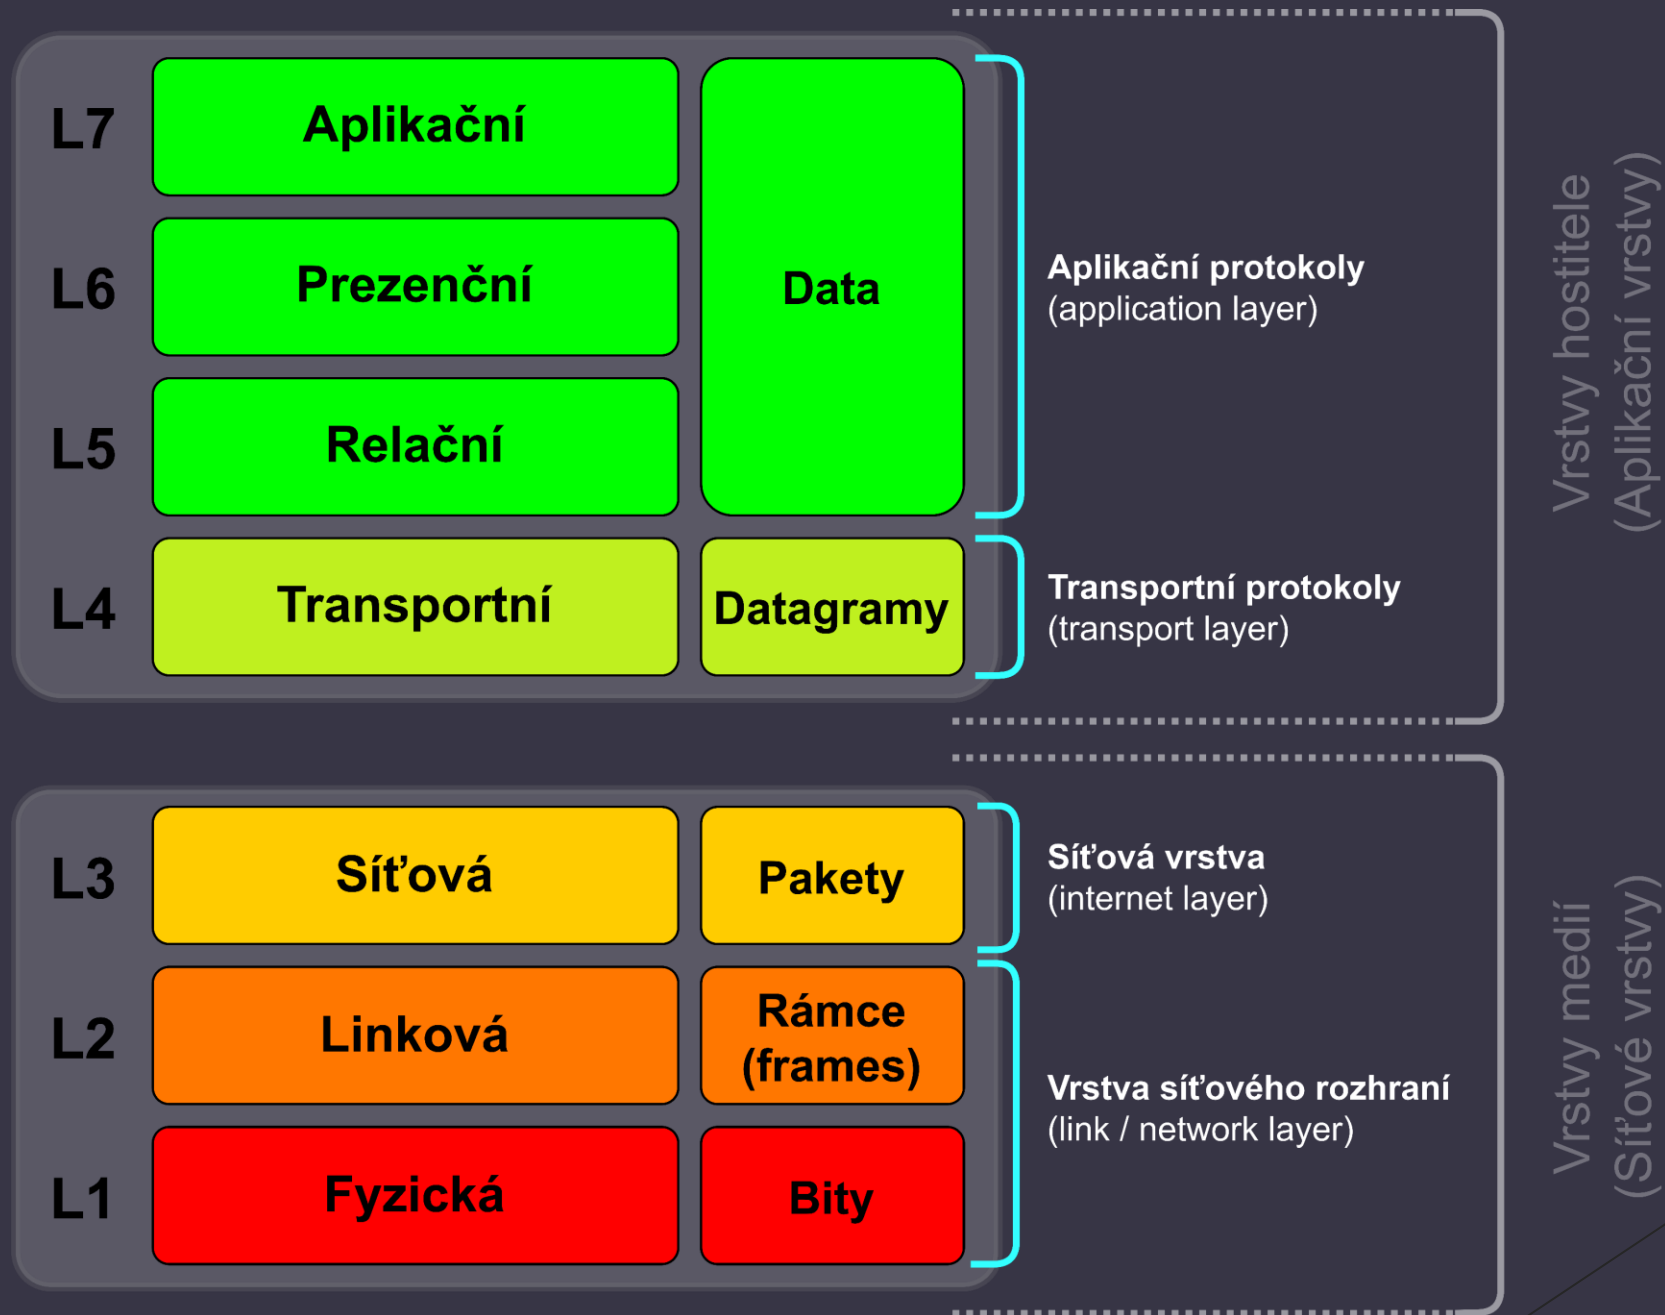 L7
Aplikační
L6
Prezenční
Data
L5
Relační
L4
Transportní
Datagramy
Aplikační protokoly
(application layer)
Transportní protokoly
(transport layer)
Vrstvy hostitele
(Aplikační vrstvy)
L3
Síťová
Pakety
L2
Linková
Rámce
(frames)
L1
Fyzická
Bity
Síťová vrstva
(internet layer)
Vrstva síťového rozhraní
(link / network layer)
Vrstvy medií
(Síťové vrstvy)